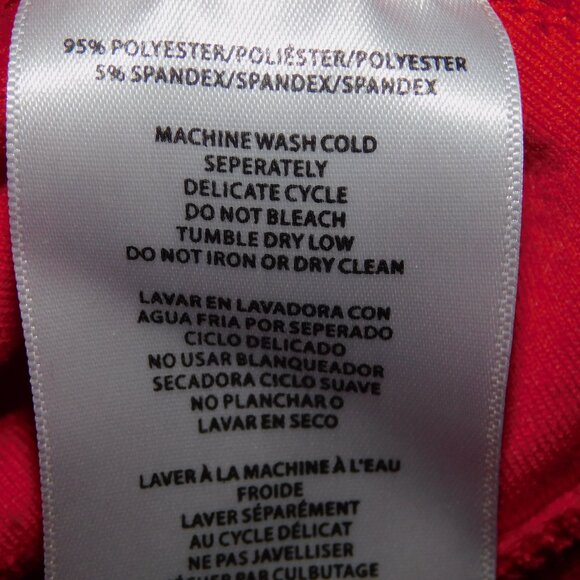 95% POLYESTER/POLIÉSTER/POLYESTER
5% SPANDEX/SPANDEX/SPANDEX
MACHINE WASH COLD
SEPERATELY
DELICATE CYCLE
DO NOT BLEACH
TUMBLE DRY LOW
DO NOT IRON OR DRY CLEAN
LAVAR EN LAVADORA CON
AGUA FRIA POR SEPERADO
CICLO DELICADO
NO USAR BLANQUEADOR
SECADORA CICLO SUAVE
NO PLANCHAR O
LAVAR EN SECO
LAVER À LA MACHINE À L'EAU
FROIDE
LAVER SÉPARÉMENT
AU CYCLE DÉLICAT
NE PAS JAVELLISER
SÉCHER PAR CULBUTAGE